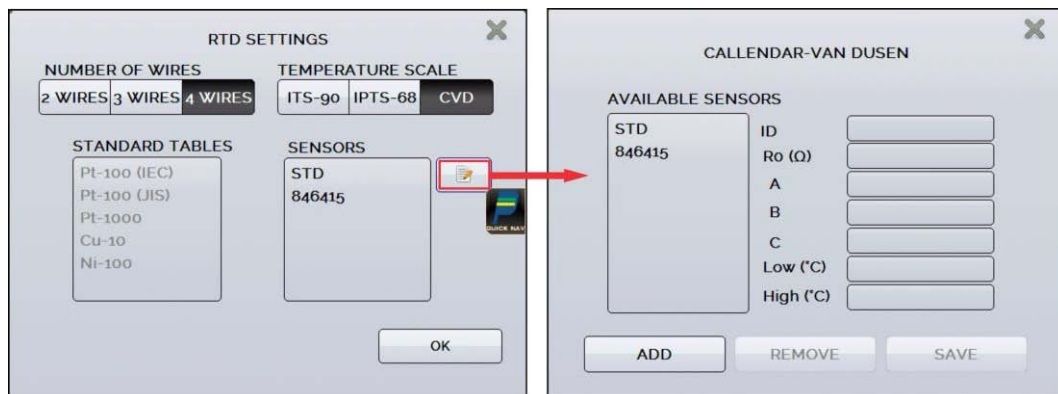 RTD SETTINGS
NUMBER OF WIRES
2 WIRES 3 WIRES 4 WIRES
TEMPERATURE SCALE
ITS-90 IPTS-68 CVD
STANDARD TABLES
Pt-100 (IEC)
Pt-100 (JIS)
Pt-1000
Cu-10
Ni-100
SENSORS
STD
846415
QUICK NAV
OK
CALLENDAR-VAN DUSEN
AVAILABLE SENSORS
STD
846415
ID
Ro (Ω)
A
B
C
Low (°C)
High (°C)
ADD REMOVE SAVE